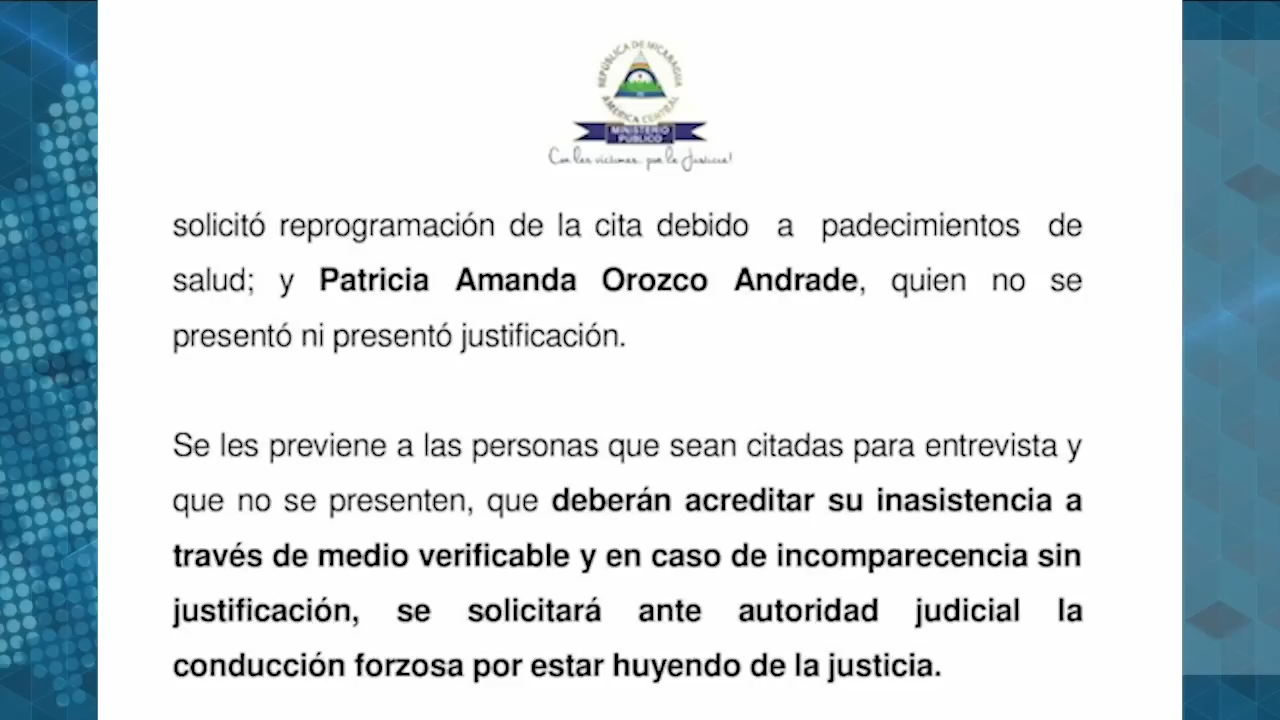 REPÚBLICA DE NICARAGUA
AMÉRICA CENTRAL
MINISTERIO
PÚBLICO
Con las víctimas, por la Justicia!
solicitó reprogramación de la cita debido a padecimientos de
salud; y Patricia Amanda Orozco Andrade, quien no se
presentó ni presentó justificación.
Se les previene a las personas que sean citadas para entrevista y
que no se presenten, que deberán acreditar su inasistencia a
través de medio verificable y en caso de incomparecencia sin
justificación, se solicitará ante autoridad judicial la
conducción forzosa por estar huyendo de la justicia.